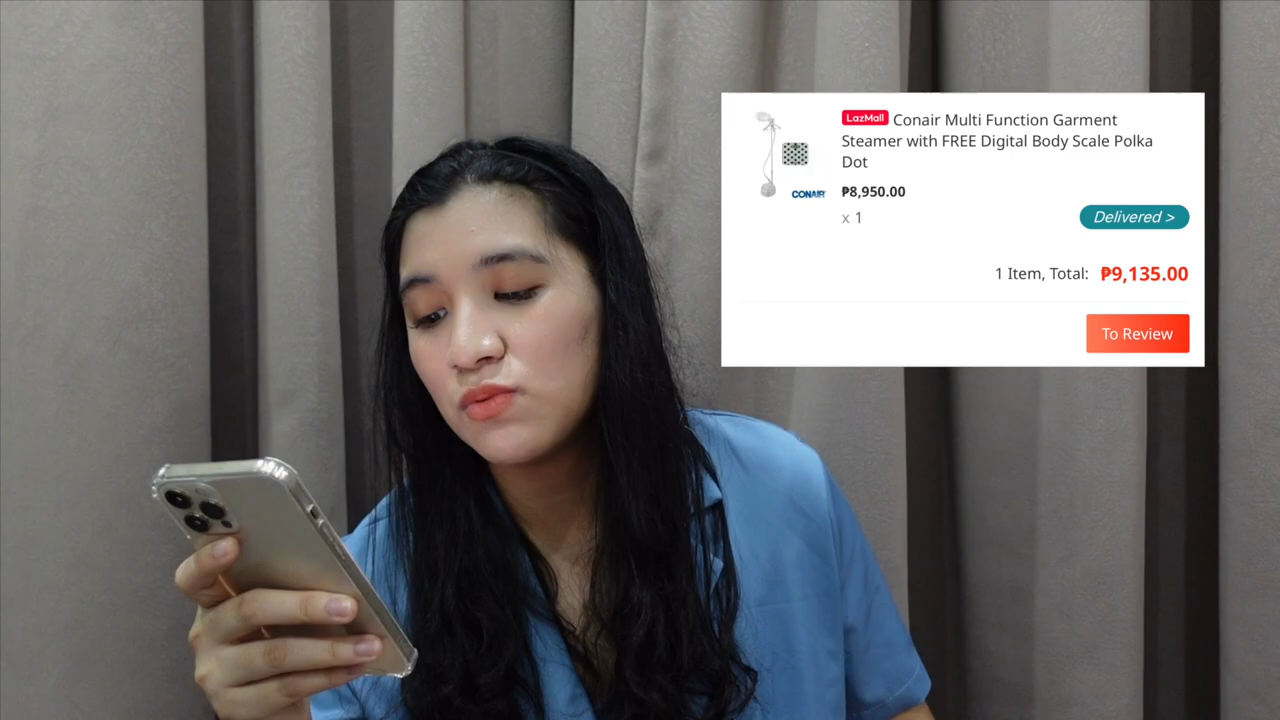 LazMall Conair Multi Function Garment
Steamer with FREE Digital Body Scale Polka
Dot
CONAIR
₱8,950.00
x 1
Delivered >
1 Item, Total: ₱9,135.00
To Review